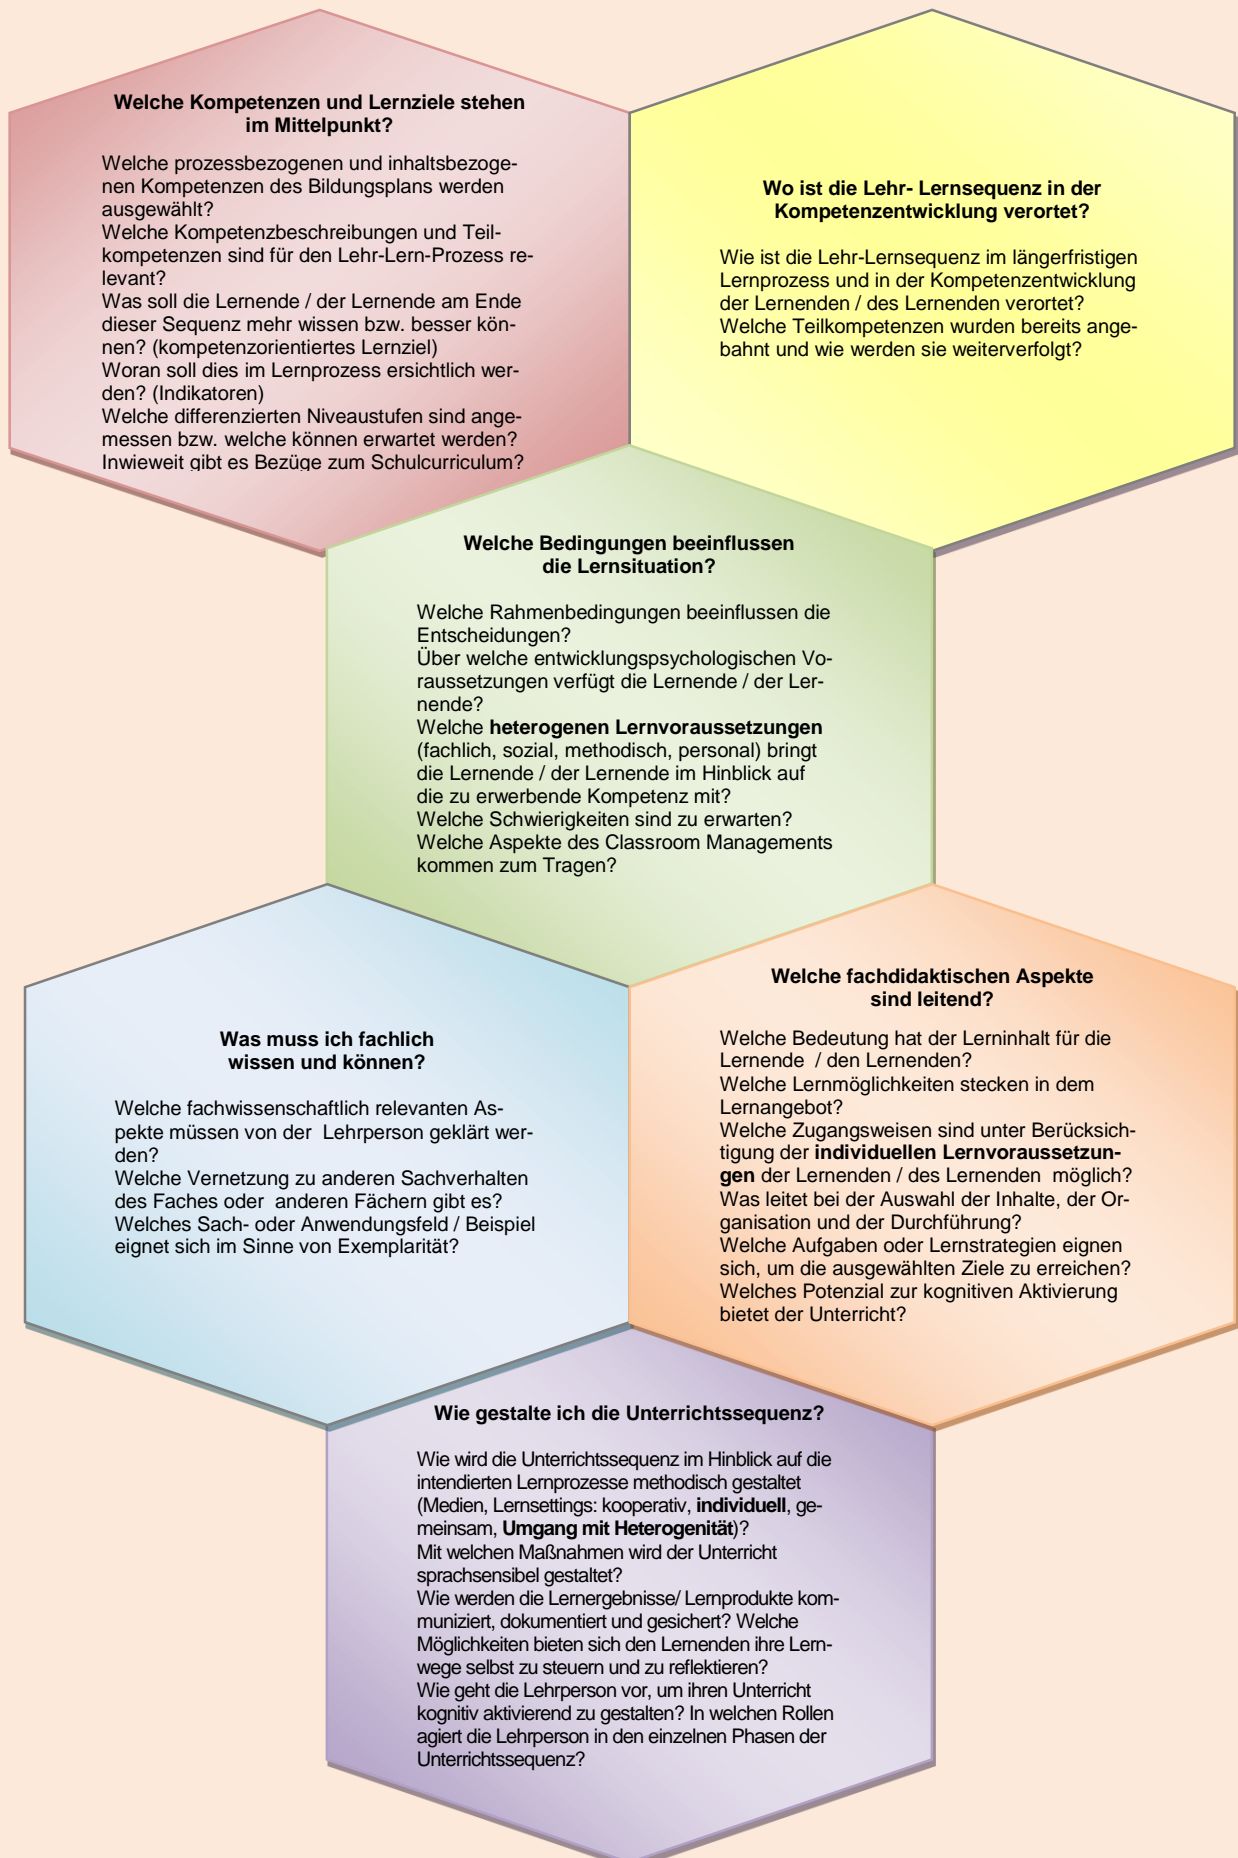 Welche Kompetenzen und Lernziele stehen
im Mittelpunkt?
Welche prozessbezogenen und inhaltsbezoge-
nen Kompetenzen des Bildungsplans werden
ausgewählt?
Welche Kompetenzbeschreibungen und Teil-
kompetenzen sind für den Lehr-Lern-Prozess re-
levant?
Was soll die Lernende / der Lernende am Ende
dieser Sequenz mehr wissen bzw. besser kön-
nen? (kompetenzorientiertes Lernziel)
Woran soll dies im Lernprozess ersichtlich wer-
den? (Indikatoren)
Welche differenzierten Niveaustufen sind ange-
messen bzw. welche können erwartet werden?
Inwieweit gibt es Bezüge zum Schulcurriculum?
Wo ist die Lehr- Lernsequenz in der
Kompetenzentwicklung verortet?
Wie ist die Lehr-Lernsequenz im längerfristigen
Lernprozess und in der Kompetenzentwicklung
der Lernenden / des Lernenden verortet?
Welche Teilkompetenzen wurden bereits ange-
bahnt und wie werden sie weiterverfolgt?
Welche Bedingungen beeinflussen
die Lernsituation?
Welche Rahmenbedingungen beeinflussen die
Entscheidungen?
Über welche entwicklungspsychologischen Vo-
raussetzungen verfügt die Lernende / der Ler-
nende?
Welche heterogenen Lernvoraussetzungen
(fachlich, sozial, methodisch, personal) bringt
die Lernende / der Lernende im Hinblick auf
die zu erwerbende Kompetenz mit?
Welche Schwierigkeiten sind zu erwarten?
Welche Aspekte des Classroom Managements
kommen zum Tragen?
Was muss ich fachlich
wissen und können?
Welche fachwissenschaftlich relevanten As-
pekte müssen von der Lehrperson geklärt wer-
den?
Welche Vernetzung zu anderen Sachverhalten
des Faches oder anderen Fächern gibt es?
Welches Sach- oder Anwendungsfeld / Beispiel
eignet sich im Sinne von Exemplarität?
Welche fachdidaktischen Aspekte
sind leitend?
Welche Bedeutung hat der Lerninhalt für die
Lernende / den Lernenden?
Welche Lernmöglichkeiten stecken in dem
Lernangebot?
Welche Zugangsweisen sind unter Berücksich-
tigung der individuellen Lernvoraussetzun-
gen der Lernenden / des Lernenden möglich?
Was leitet bei der Auswahl der Inhalte, der Or-
ganisation und der Durchführung?
Welche Aufgaben oder Lernstrategien eignen
sich, um die ausgewählten Ziele zu erreichen?
Welches Potenzial zur kognitiven Aktivierung
bietet der Unterricht?
Wie gestalte ich die Unterrichtssequenz?
Wie wird die Unterrichtssequenz im Hinblick auf die
intendierten Lernprozesse methodisch gestaltet
(Medien, Lernsettings: kooperativ, individuell, ge-
meinsam, Umgang mit Heterogenität)?
Mit welchen Maßnahmen wird der Unterricht
sprachsensibel gestaltet?
Wie werden die Lernergebnisse/ Lernprodukte kom-
muniziert, dokumentiert und gesichert? Welche
Möglichkeiten bieten sich den Lernenden ihre Lern-
wege selbst zu steuern und zu reflektieren?
Wie geht die Lehrperson vor, um ihren Unterricht
kognitiv aktivierend zu gestalten? In welchen Rollen
agiert die Lehrperson in den einzelnen Phasen der
Unterrichtssequenz?